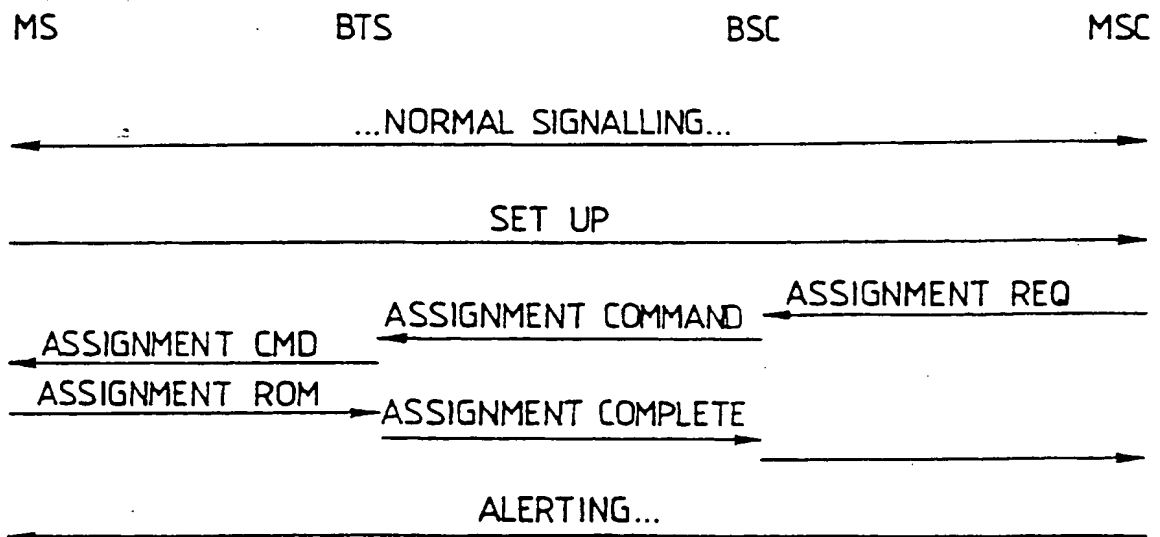 MS BTS BSC MSC
...NORMAL SIGNALLING...
SET UP
ASSIGNMENT REQ
ASSIGNMENT COMMAND
ASSIGNMENT CMD
ASSIGNMENT ROM
ASSIGNMENT COMPLETE
ALERTING...